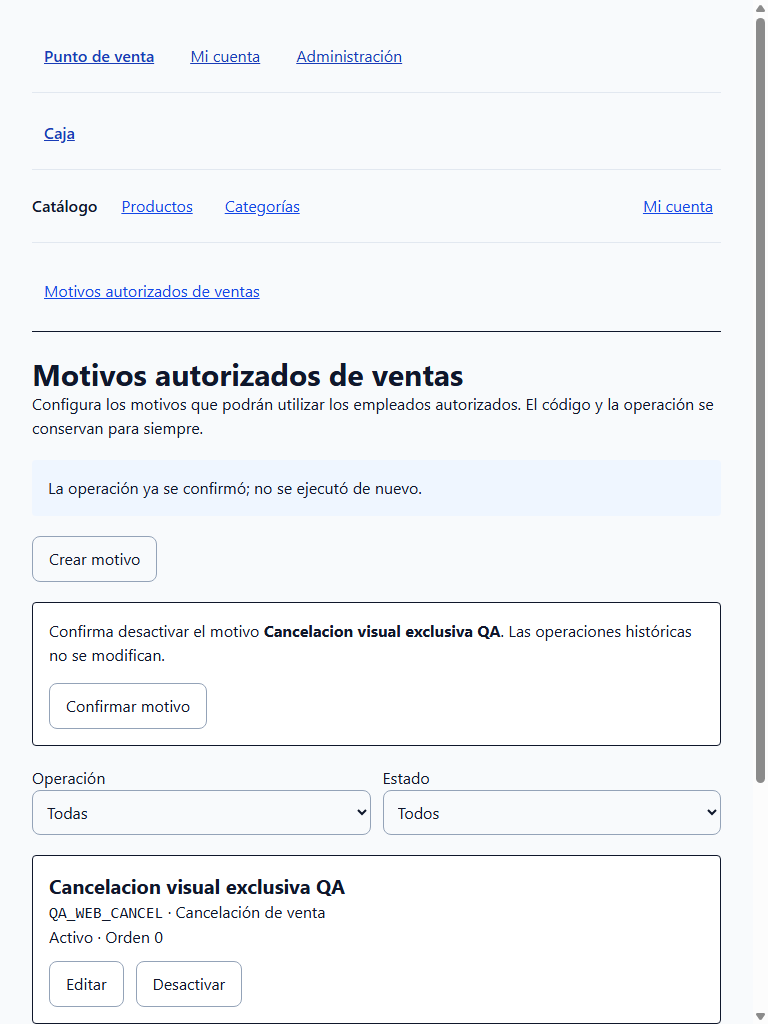 Punto de venta Mi cuenta Administración
Caja
Catálogo Productos Categorías Mi cuenta
Motivos autorizados de ventas
Motivos autorizados de ventas
Configura los motivos que podrán utilizar los empleados autorizados. El código y la operación se
conservan para siempre.
La operación ya se confirmó; no se ejecutó de nuevo.
Crear motivo
Confirma desactivar el motivo Cancelacion visual exclusiva QA. Las operaciones históricas
no se modifican.
Confirmar motivo
Operación Estado
Todas Todos
Cancelacion visual exclusiva QA
QA_WEB_CANCEL · Cancelación de venta
Activo · Orden 0
Editar Desactivar